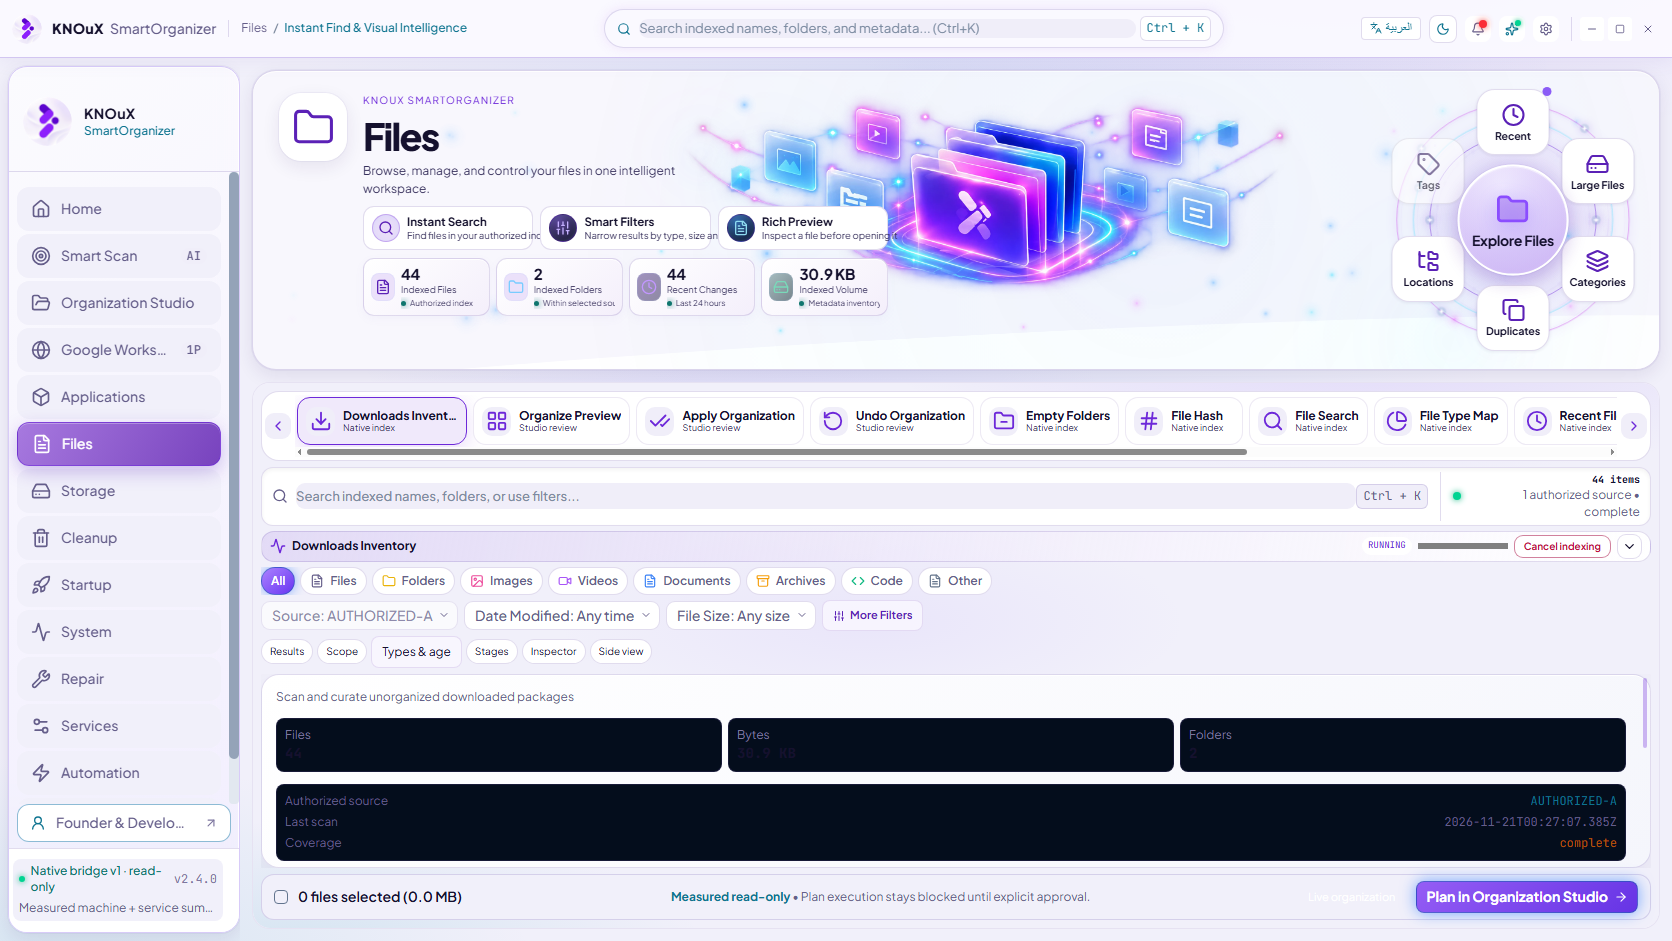 KNOuX SmartOrganizer
Files / Instant Find & Visual Intelligence
Search indexed names, folders, and metadata... (Ctrl+K)
Ctrl + K
العربية
KNOuX
SmartOrganizer
Home
Smart Scan AI
Organization Studio
Google Works... 1P
Applications
Files
Storage
Cleanup
Startup
System
Repair
Services
Automation
Founder & Develo...
Native bridge v1 · read-only
v2.4.0
Measured machine + service sum...
KNOUX SMARTORGANIZER
Files
Browse, manage, and control your files in one intelligent
workspace.
Instant Search
Find files in your authorized ind
Smart Filters
Narrow results by type, size an
Rich Preview
Inspect a file before opening it
44
Indexed Files
Authorized index
2
Indexed Folders
Within selected sou
44
Recent Changes
Last 24 hours
30.9 KB
Indexed Volume
Metadata inventory
Recent
Tags
Large Files
Explore Files
Locations
Categories
Duplicates
Downloads Invent...
Native index
Organize Preview
Studio review
Apply Organization
Studio review
Undo Organization
Studio review
Empty Folders
Native index
File Hash
Native index
File Search
Native index
File Type Map
Native index
Recent Fil
Native index
Search indexed names, folders, or use filters...
Ctrl + K
44 items
1 authorized source •
complete
Downloads Inventory
RUNNING
Cancel indexing
All
Files
Folders
Images
Videos
Documents
Archives
Code
Other
Source: AUTHORIZED-A
Date Modified: Any time
File Size: Any size
More Filters
Results
Scope
Types & age
Stages
Inspector
Side view
Scan and curate unorganized downloaded packages
Files
44
Bytes
30.9 KB
Folders
2
Authorized source AUTHORIZED-A
Last scan 2026-11-21T00:27:07.385Z
Coverage complete
0 files selected (0.0 MB)
Measured read-only • Plan execution stays blocked until explicit approval.
Live organization
Plan in Organization Studio